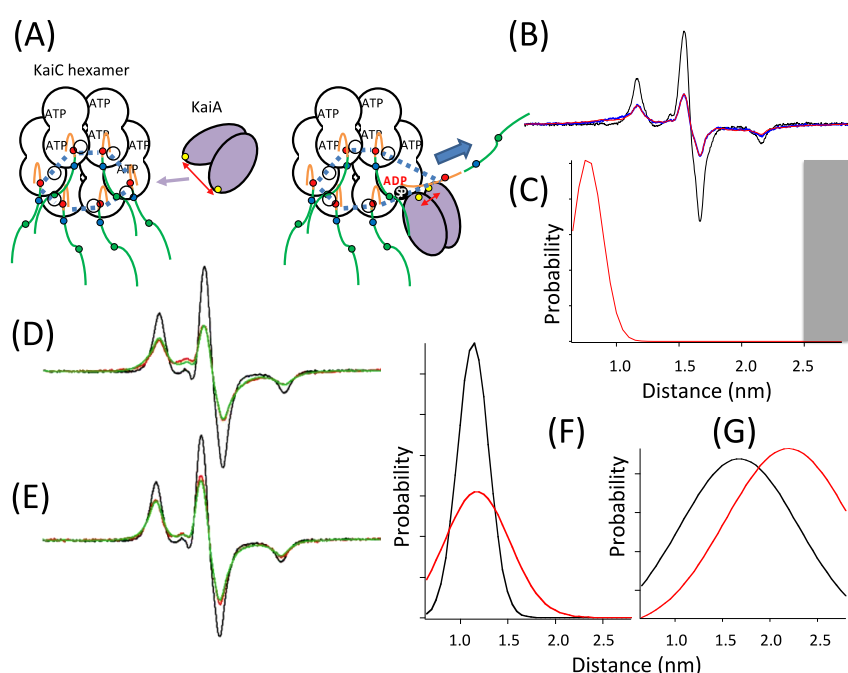 (A)
KaiC hexamer
KaiA
ATP
ATP
ATP
ATP
ATP
ATP
ATP
ATP
ATP
ATP
ADP
(B)
(C)
Probability
1.0 1.5 2.0 2.5
Distance (nm)
(D)
(E)
(F)
(G)
Probability
Probability
1.0 1.5 2.0 2.5
1.0 1.5 2.0 2.5
Distance (nm)